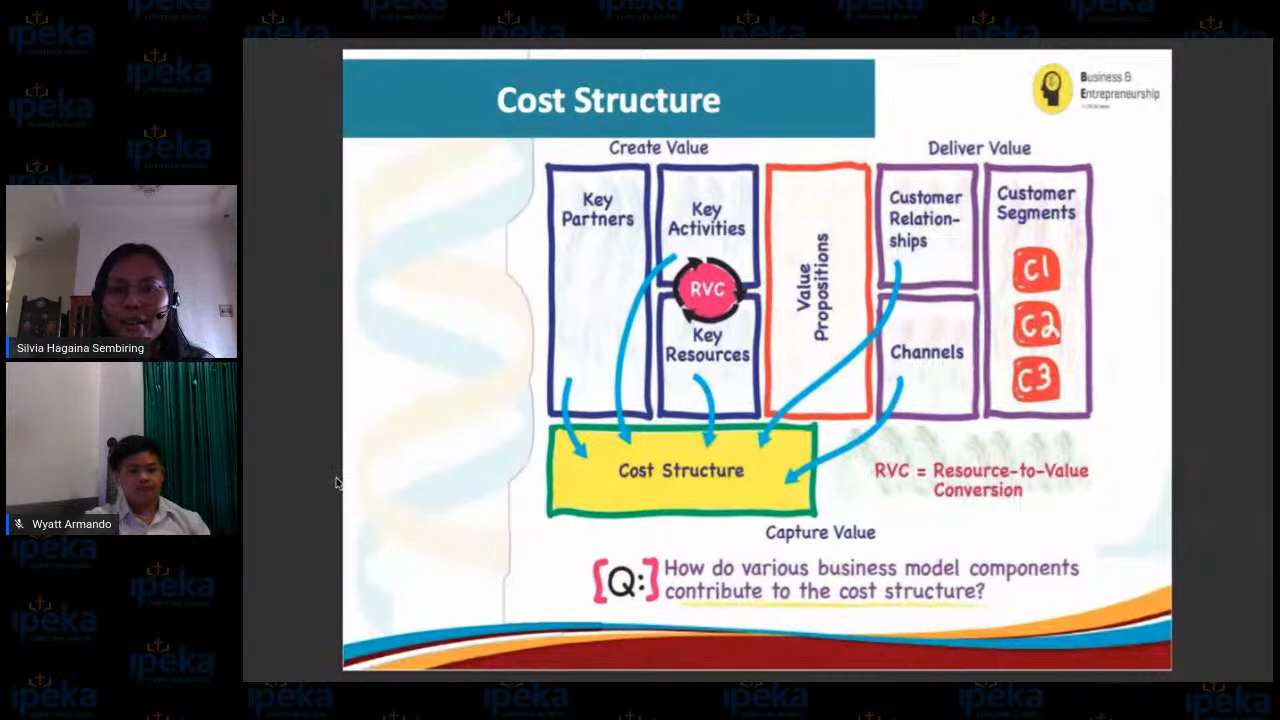 Cost Structure
Business &
Entrepreneurship
Create Value
Deliver Value
Key
Partners
Key
Activities
RVC
Key
Resources
Value
Propositions
Customer
Relation-
ships
Channels
Customer
Segments
C1
C2
C3
Cost Structure
RVC = Resource-to-Value
Conversion
Capture Value
[Q:] How do various business model components
contribute to the cost structure?
Silvia Hagaina Sembiring
Wyatt Armando
ipeka